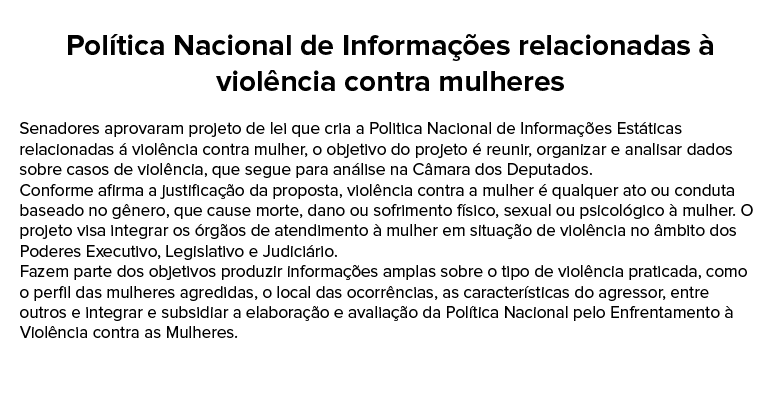 Política Nacional de Informações relacionadas à
violência contra mulheres
Senadores aprovaram projeto de lei que cria a Politica Nacional de Informações Estáticas
relacionadas á violência contra mulher, o objetivo do projeto é reunir, organizar e analisar dados
sobre casos de violência, que segue para análise na Câmara dos Deputados.
Conforme afirma a justificação da proposta, violência contra a mulher é qualquer ato ou conduta
baseado no gênero, que cause morte, dano ou sofrimento físico, sexual ou psicológico à mulher. O
projeto visa integrar os órgãos de atendimento à mulher em situação de violência no âmbito dos
Poderes Executivo, Legislativo e Judiciário.
Fazem parte dos objetivos produzir informações amplas sobre o tipo de violência praticada, como
o perfil das mulheres agredidas, o local das ocorrências, as características do agressor, entre
outros e integrar e subsidiar a elaboração e avaliação da Política Nacional pelo Enfrentamento à
Violência contra as Mulheres.